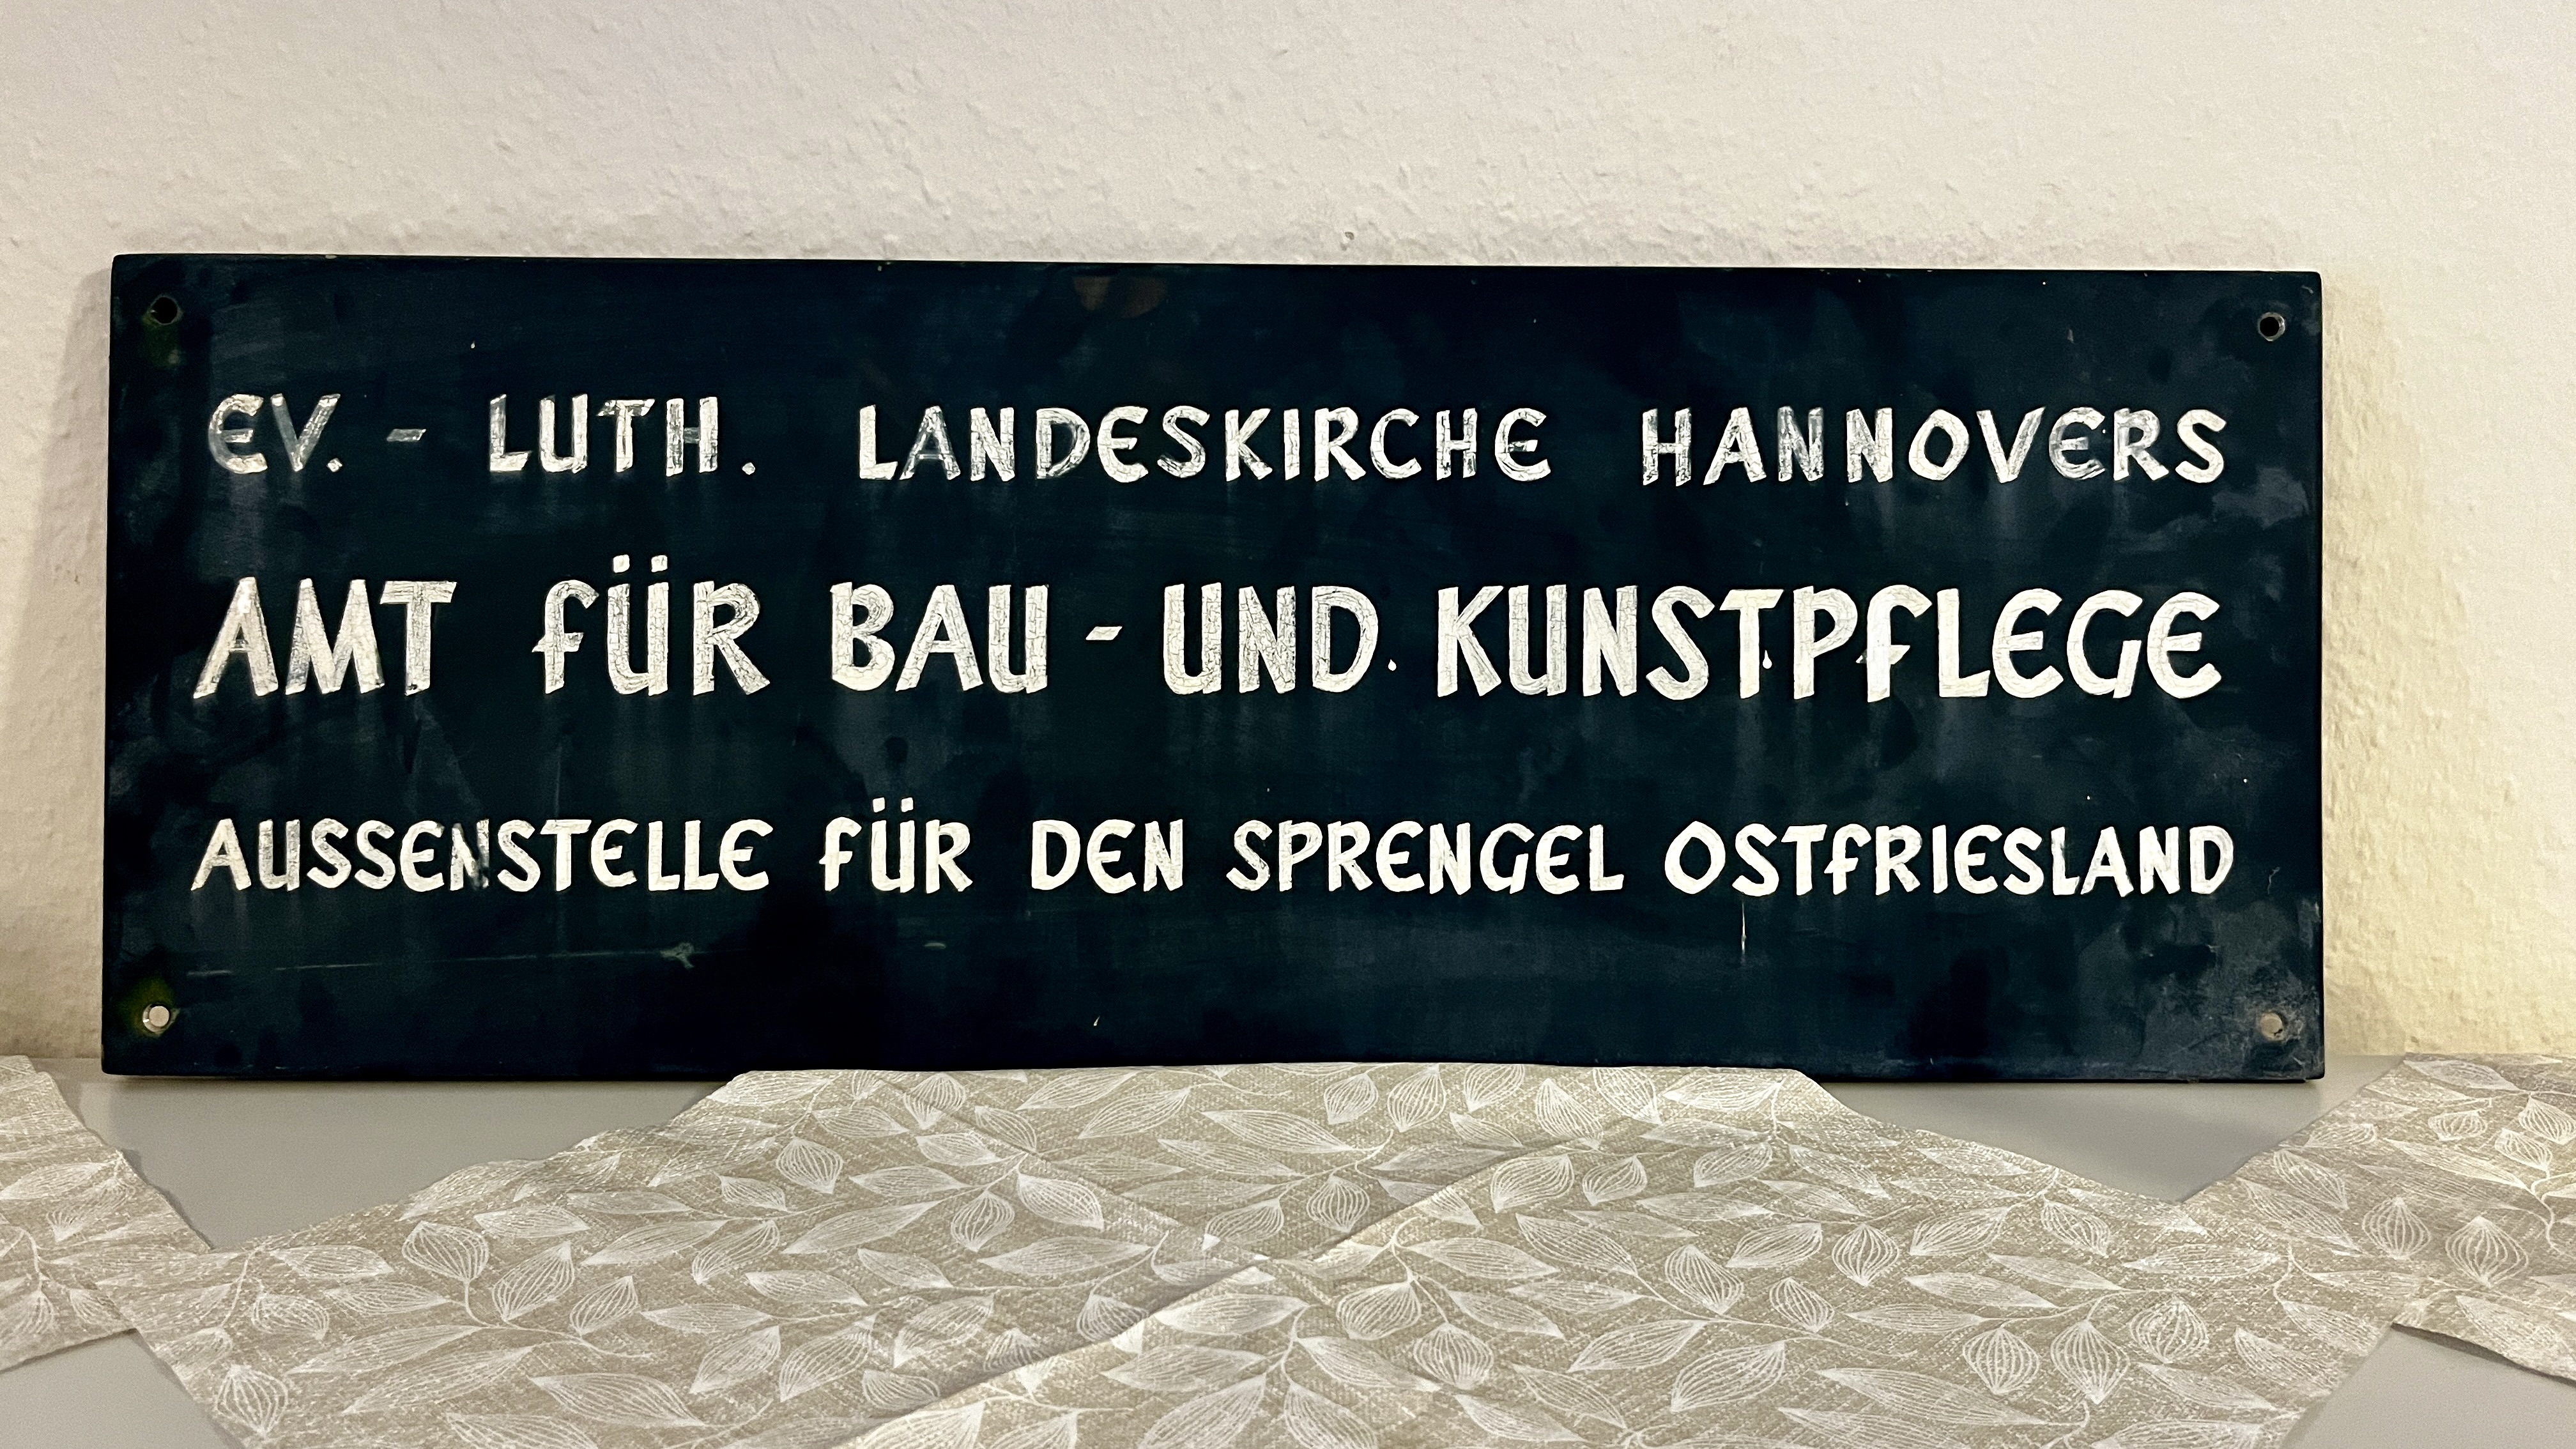 EV. - LUTH. LANDESKIRCHE HANNOVERS
AMT FÜR BAU - UND KUNSTPFLEGE
AUSSENSTELLE FÜR DEN SPRENGEL OSTFRIESLAND